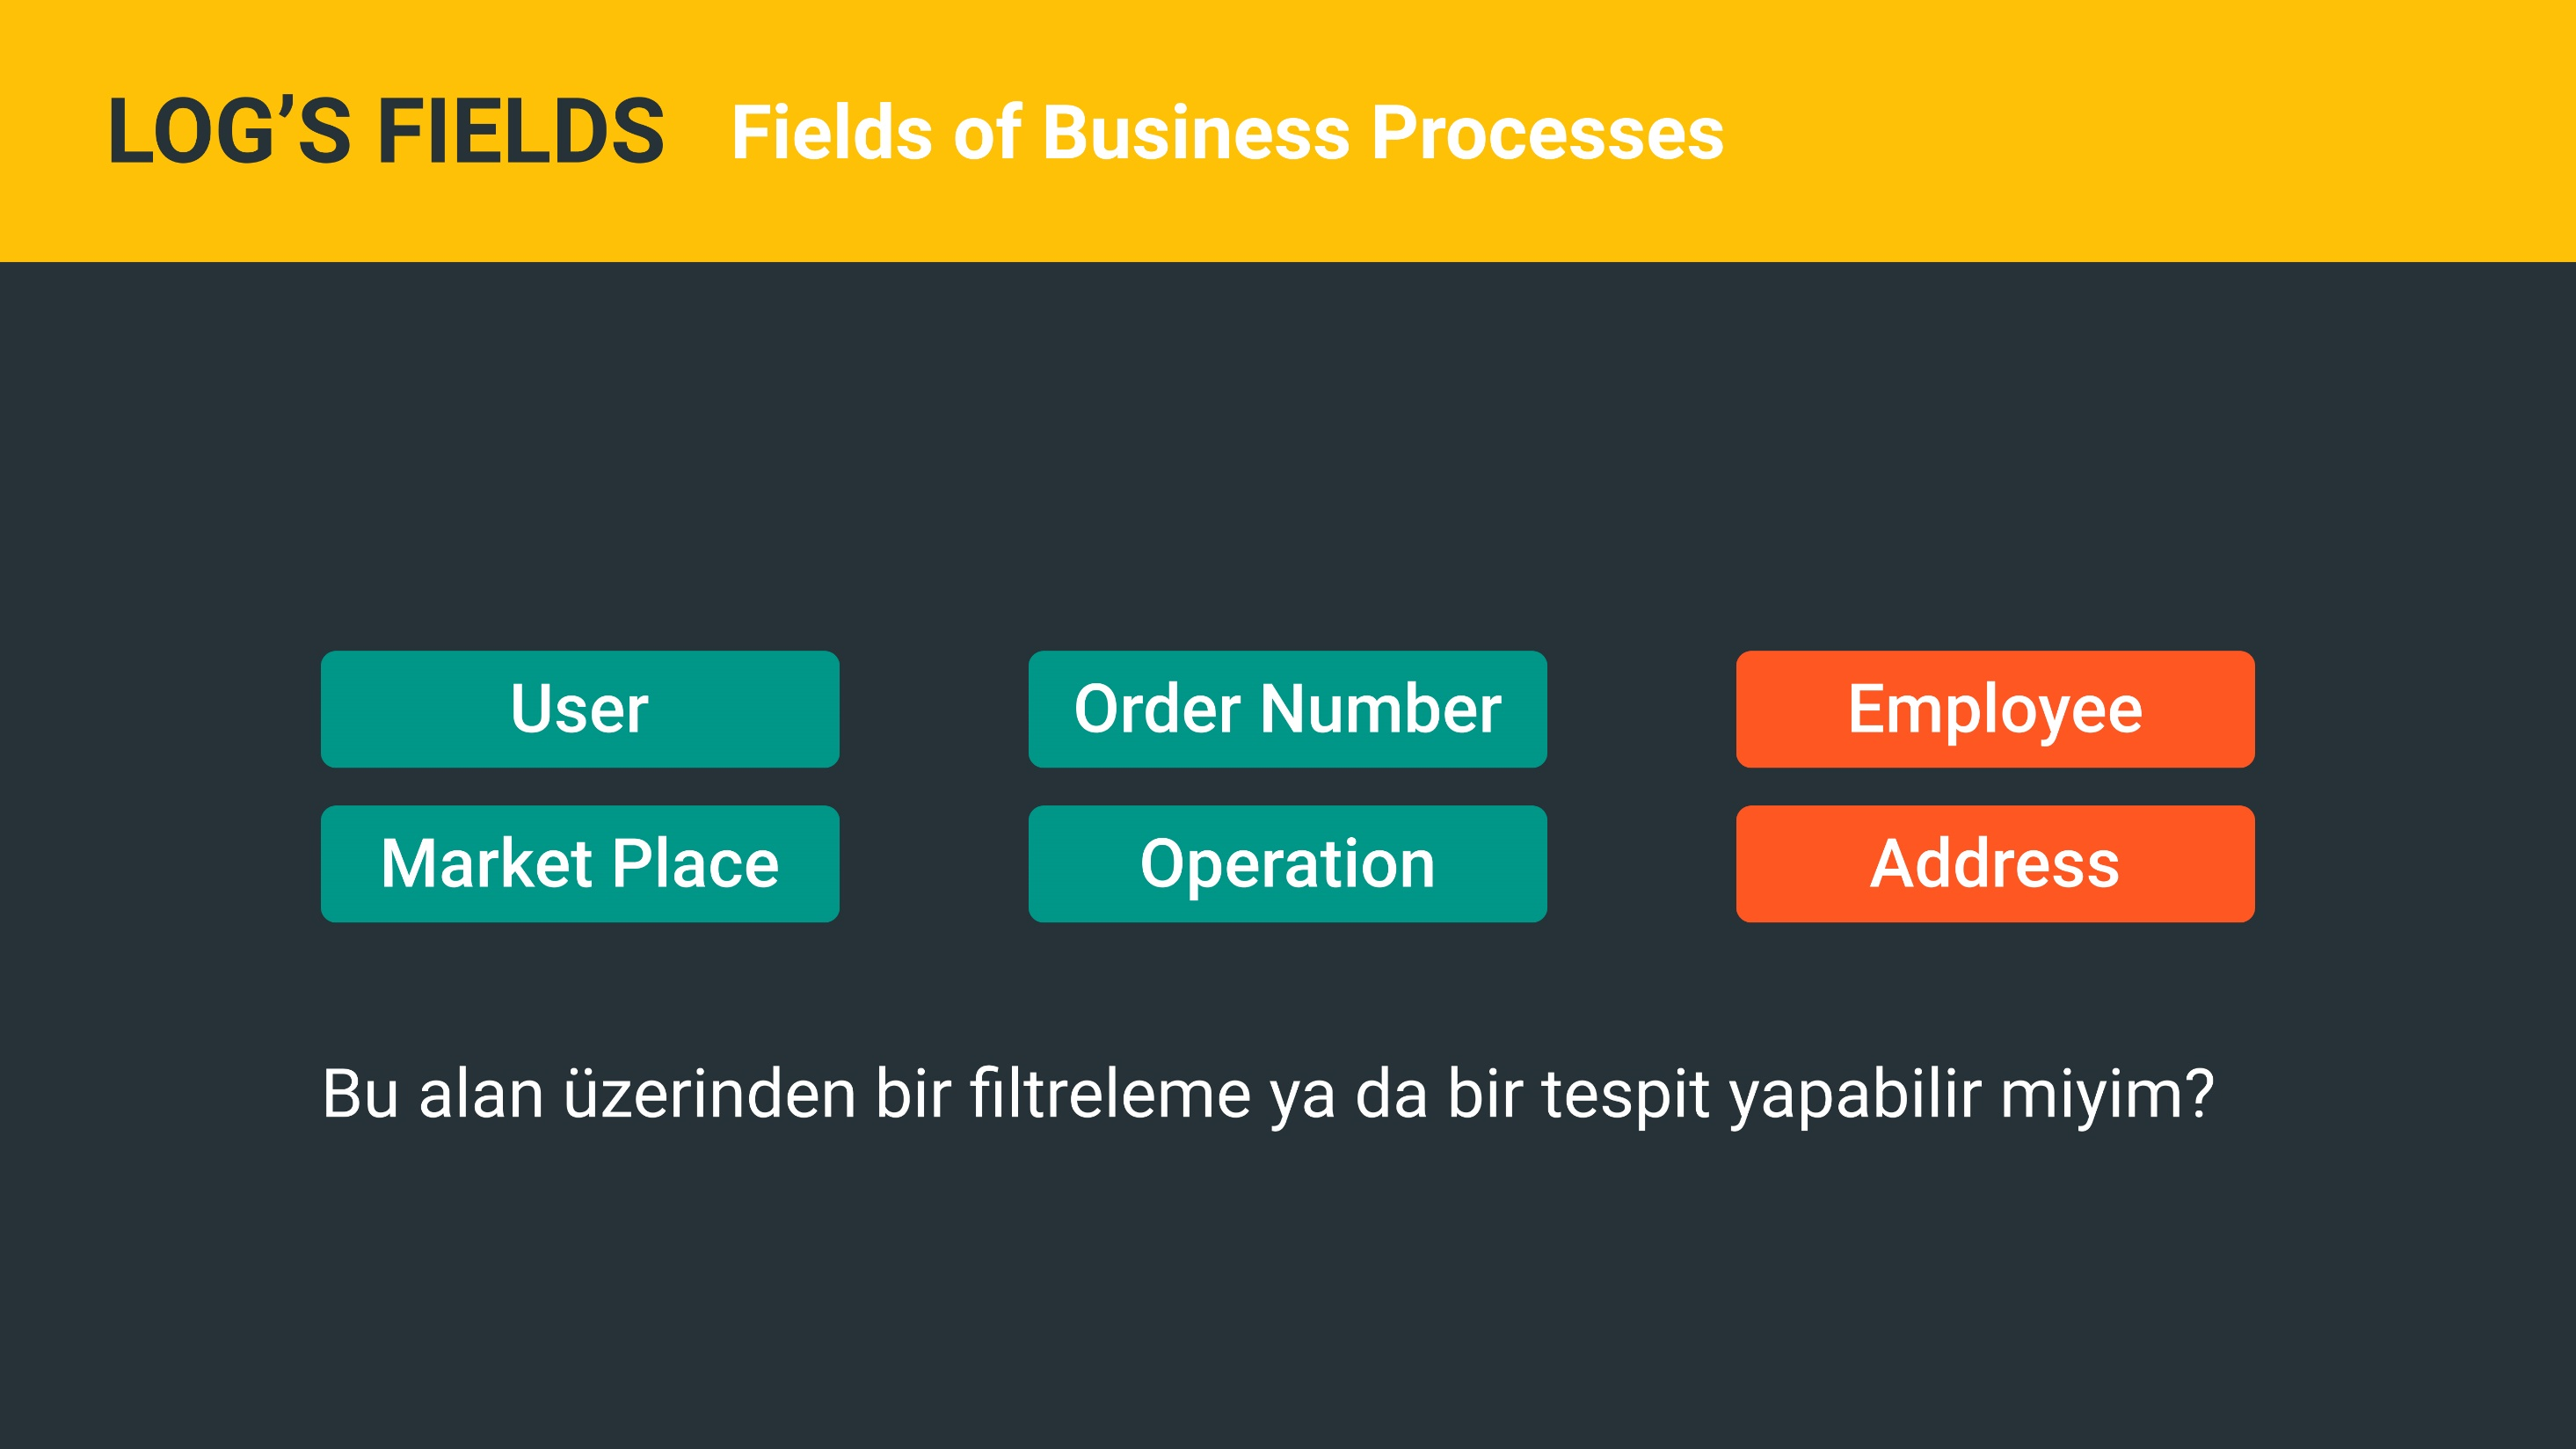 LOG’S FIELDS Fields of Business Processes
User Order Number Employee
Market Place Operation Address
Bu alan üzerinden bir filtreleme ya da bir tespit yapabilir miyim?